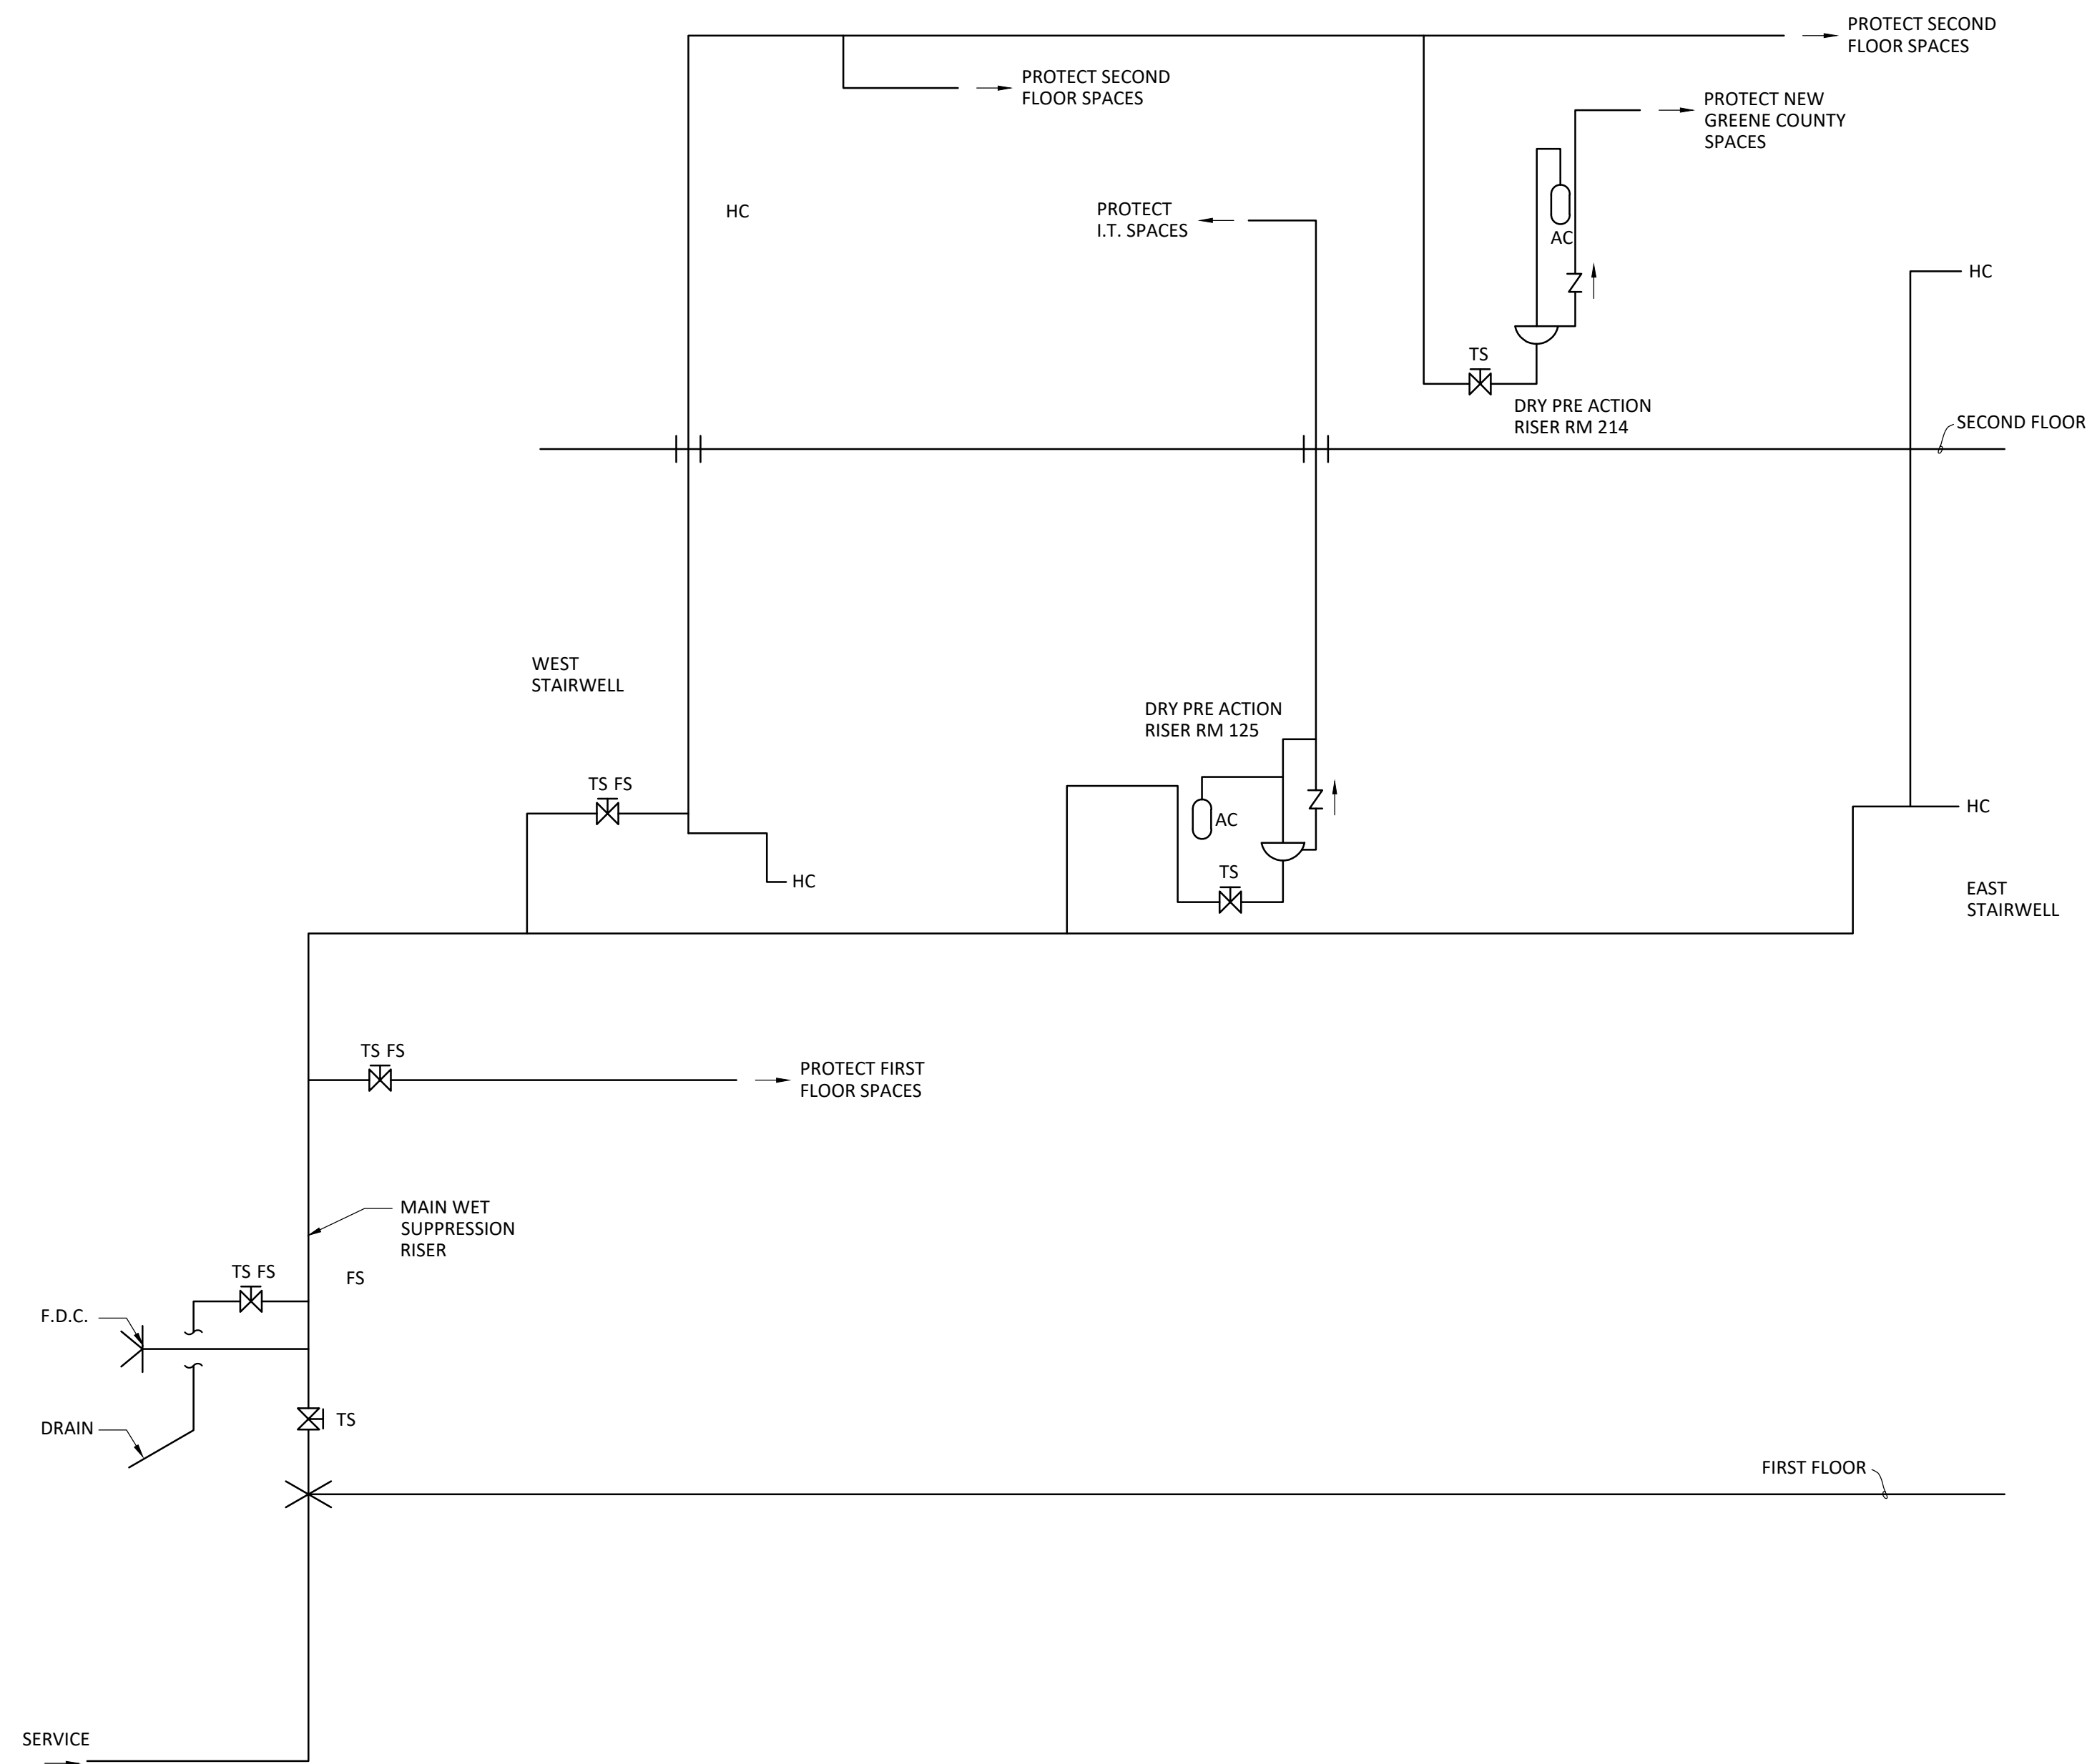 PROTECT SECOND
FLOOR SPACES
PROTECT SECOND
FLOOR SPACES
PROTECT NEW
GREENE COUNTY
SPACES
HC
PROTECT
I.T. SPACES
AC
HC
TS
DRY PRE ACTION
RISER RM 214
SECOND FLOOR
WEST
STAIRWELL
DRY PRE ACTION
RISER RM 125
TS FS
AC
HC
TS
HC
EAST
STAIRWELL
TS FS
PROTECT FIRST
FLOOR SPACES
MAIN WET
SUPPRESSION
RISER
TS FS
FS
F.D.C.
TS
DRAIN
FIRST FLOOR
SERVICE